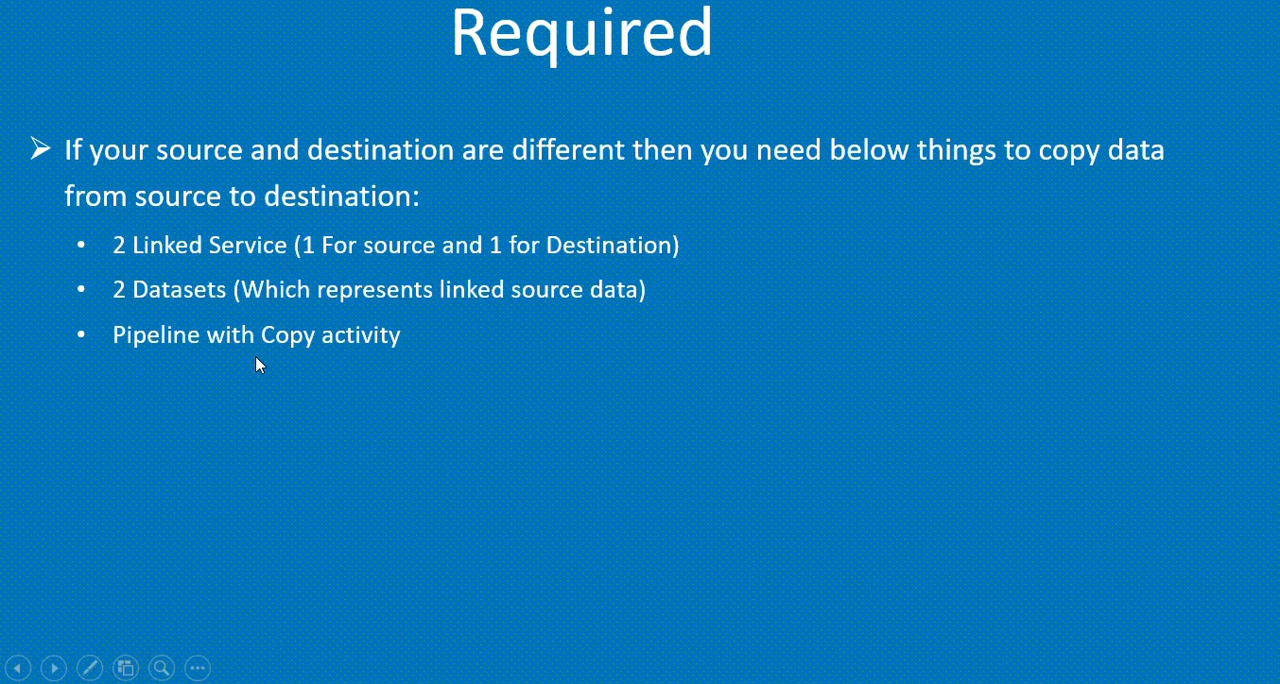 Required
➢ If your source and destination are different then you need below things to copy data
from source to destination:
• 2 Linked Service (1 For source and 1 for Destination)
• 2 Datasets (Which represents linked source data)
• Pipeline with Copy activity